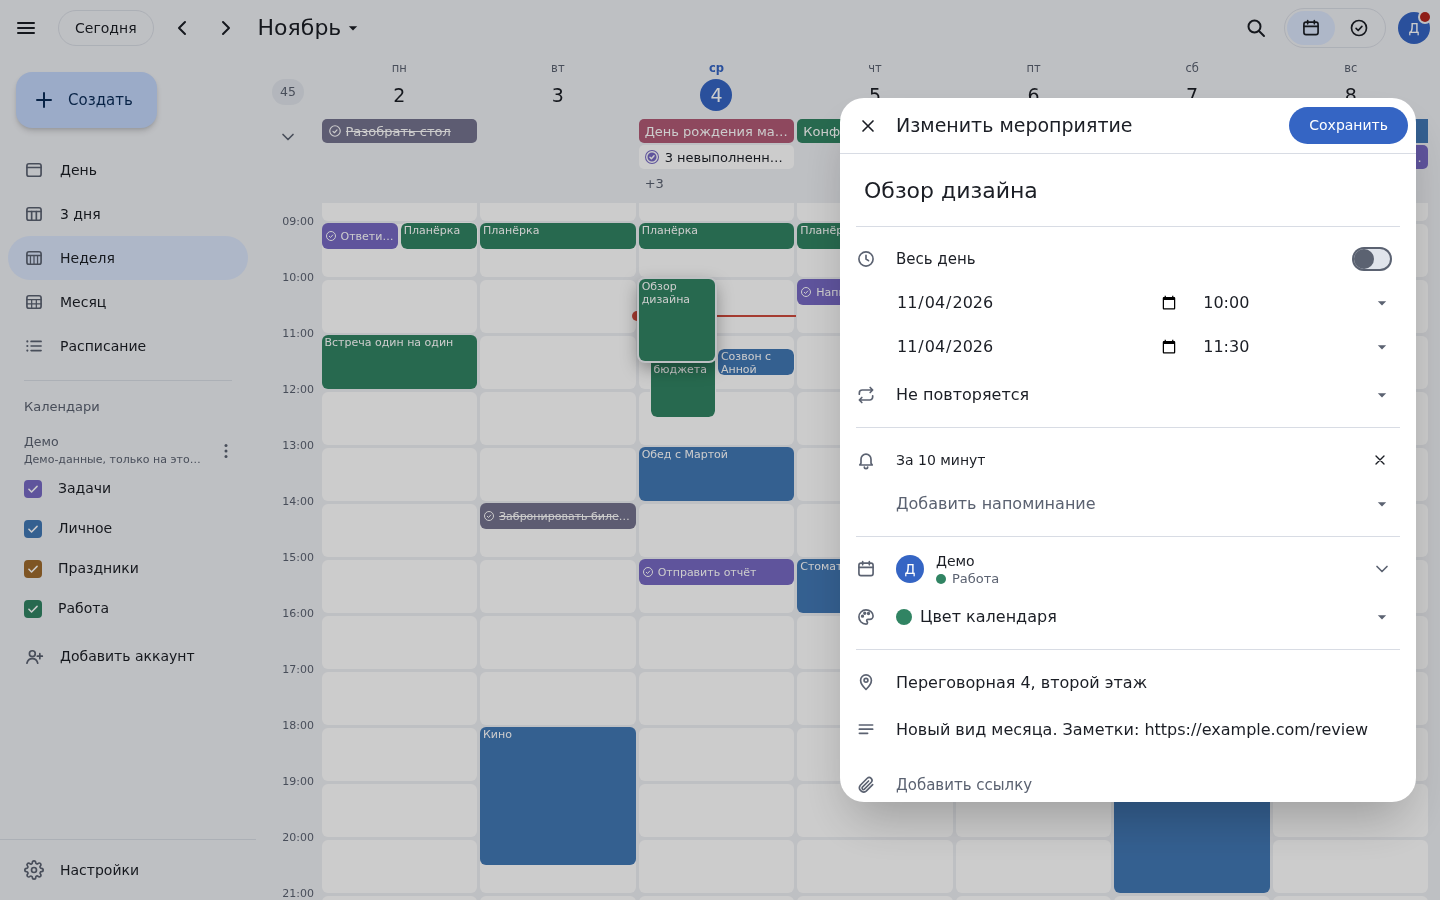 Сегодня
Ноябрь
Д
Создать
День
3 дня
Неделя
Месяц
Расписание
Календари
Демо
Демо-данные, только на это…
Задачи
Личное
Праздники
Работа
Добавить аккаунт
Настройки
45
пн
2
вт
3
ср
4
чт
5
пт
6
сб
7
вс
8
Разобрать стол
День рождения ма…
3 невыполненн…
+3
09:00
10:00
11:00
12:00
13:00
14:00
15:00
16:00
17:00
18:00
19:00
20:00
21:00
Ответи…
Планёрка
Встреча один на один
Планёрка
Забронировать биле…
Кино
Планёрка
Обзор
дизайна
бюджета
Созвон с
Анной
Обед с Мартой
Отправить отчёт
Изменить мероприятие
Сохранить
Обзор дизайна
Весь день
11/04/2026 10:00
11/04/2026 11:30
Не повторяется
За 10 минут
Добавить напоминание
Д
Демо
Работа
Цвет календаря
Переговорная 4, второй этаж
Новый вид месяца. Заметки: https://example.com/review
Добавить ссылку